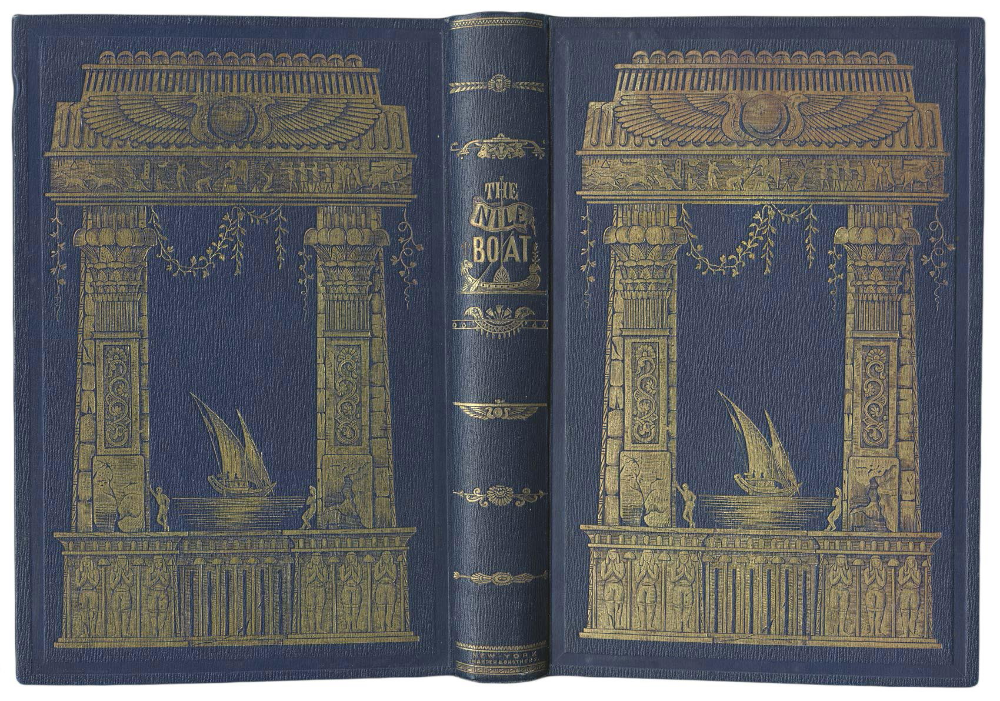 THE
NILE
BOAT
NEW-YORK
HARPER & BROTHERS.